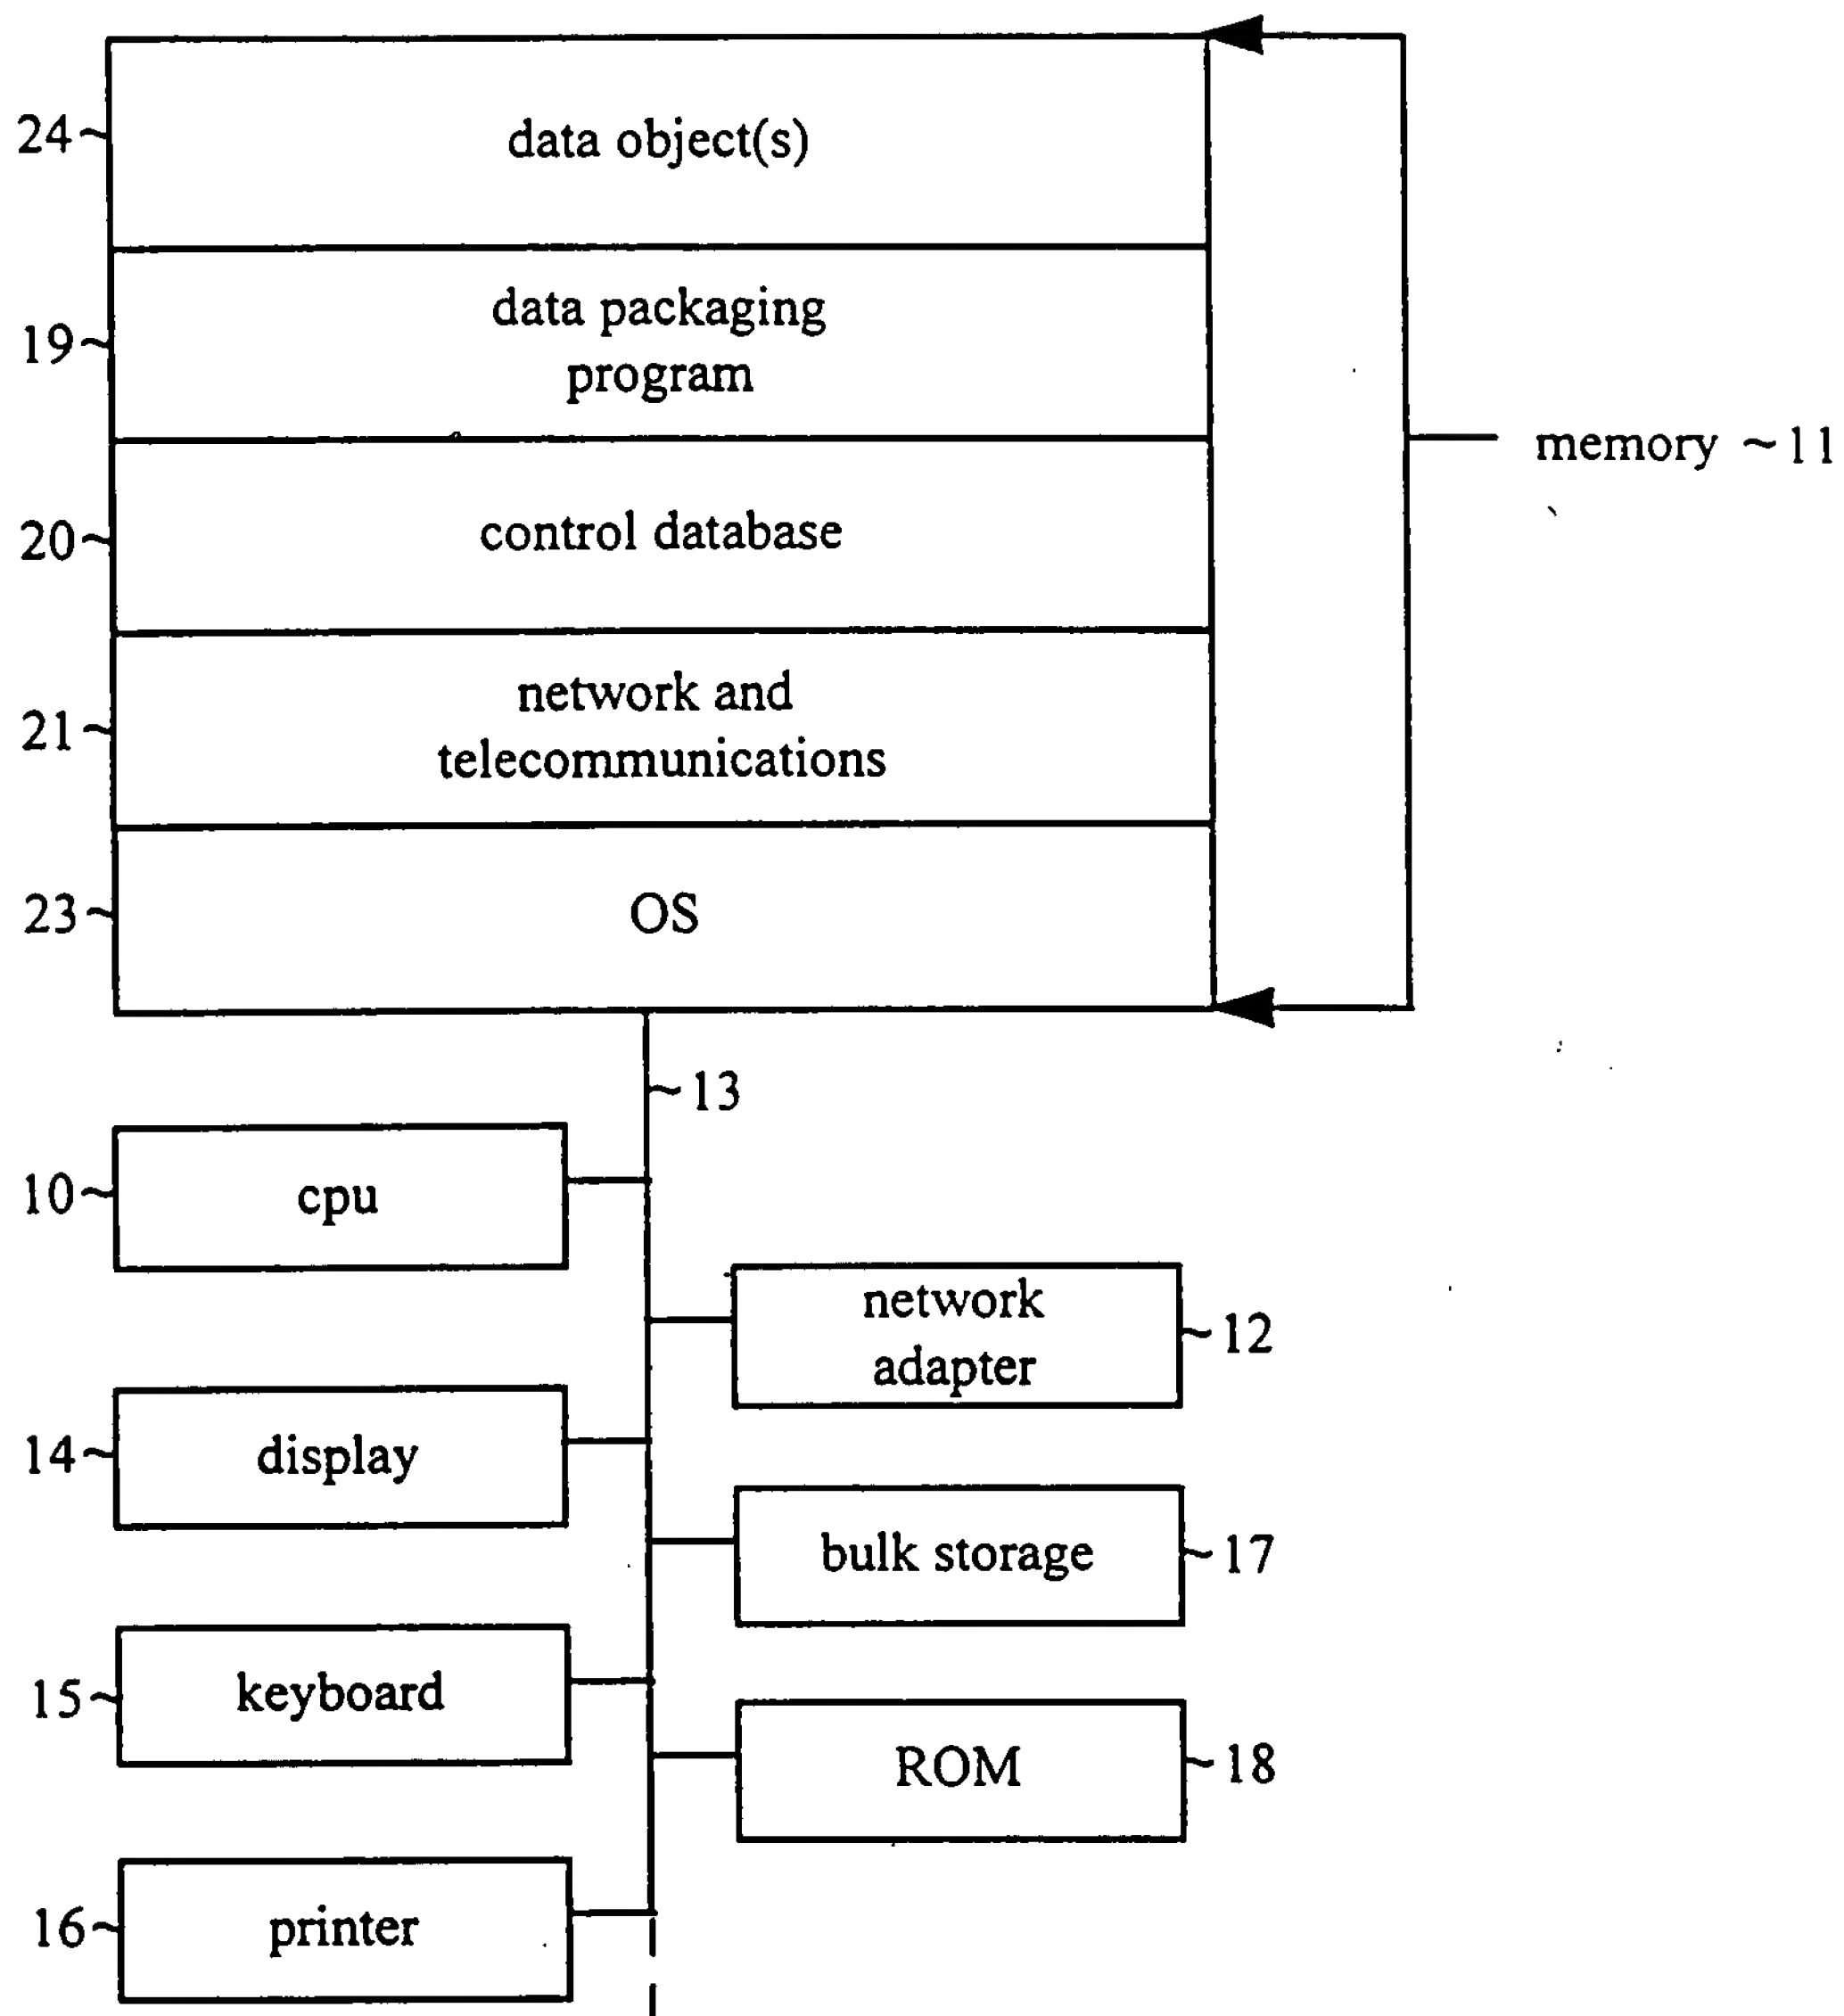 24~ data object(s)
data packaging
19~
program
memory ~11
20~ control database
network and
21~
telecommunications
23~ OS
~13
10~ cpu
network
~12
adapter
14~ display
bulk storage ~17
15~ keyboard
ROM ~18
16~ printer